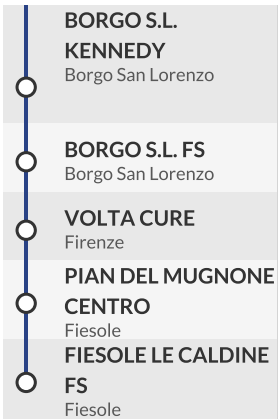 BORGO S.L.
KENNEDY
Borgo San Lorenzo
BORGO S.L. FS
Borgo San Lorenzo
VOLTA CURE
Firenze
PIAN DEL MUGNONE
CENTRO
Fiesole
FIESOLE LE CALDINE
FS
Fiesole